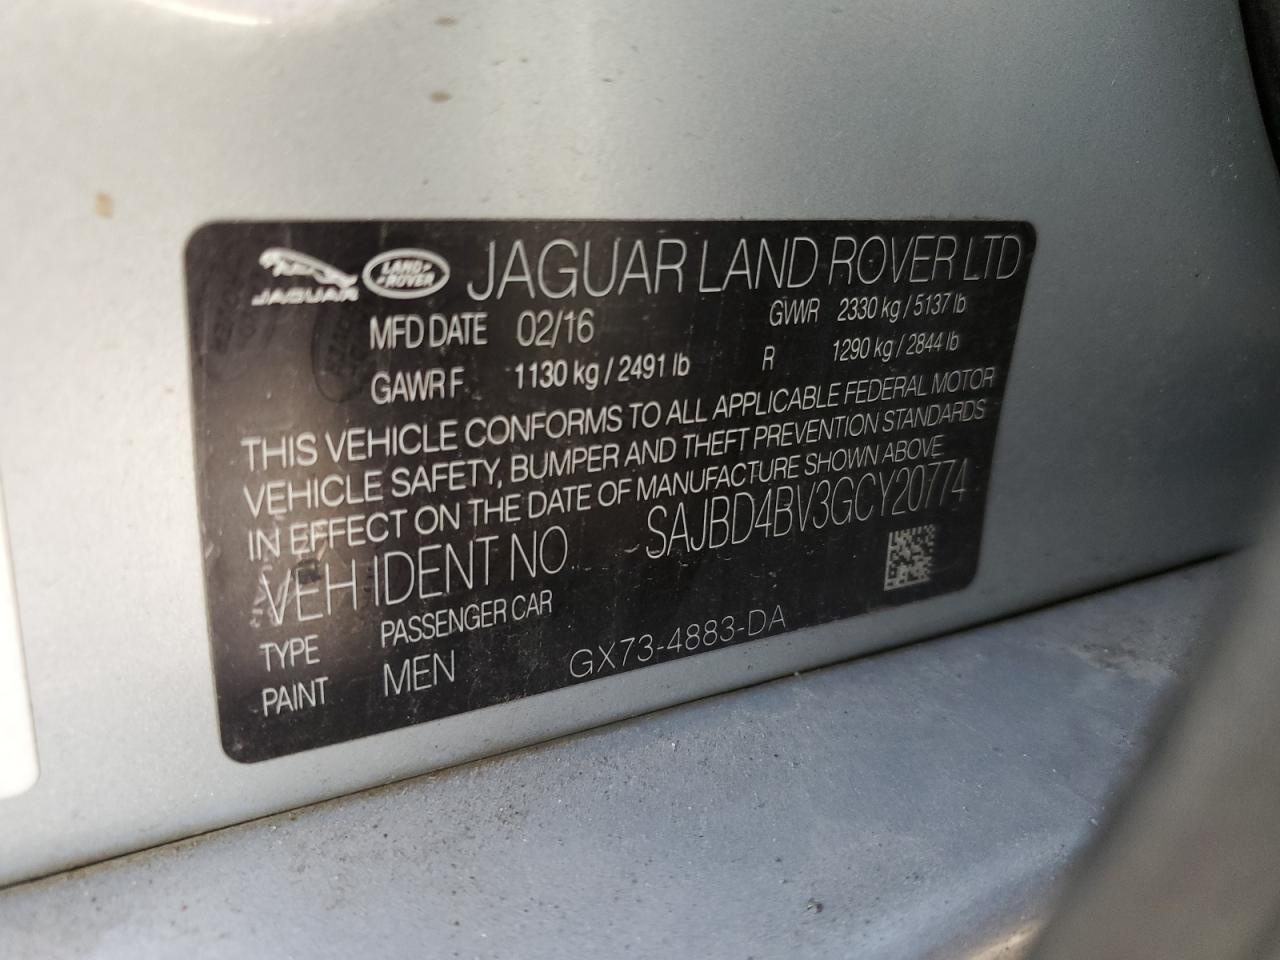 JAGUAR LAND ROVER JAGUAR LAND ROVER LTD
MFD DATE 02/16 GVWR 2330 kg / 5137 lb
GAWR F 1130 kg / 2491 lb R 1290 kg / 2844 lb
THIS VEHICLE CONFORMS TO ALL APPLICABLE FEDERAL MOTOR
VEHICLE SAFETY, BUMPER AND THEFT PREVENTION STANDARDS
IN EFFECT ON THE DATE OF MANUFACTURE SHOWN ABOVE
VEH IDENT NO SAJBD4BV3GCY20774
TYPE PASSENGER CAR
PAINT MEN GX73-4883-DA